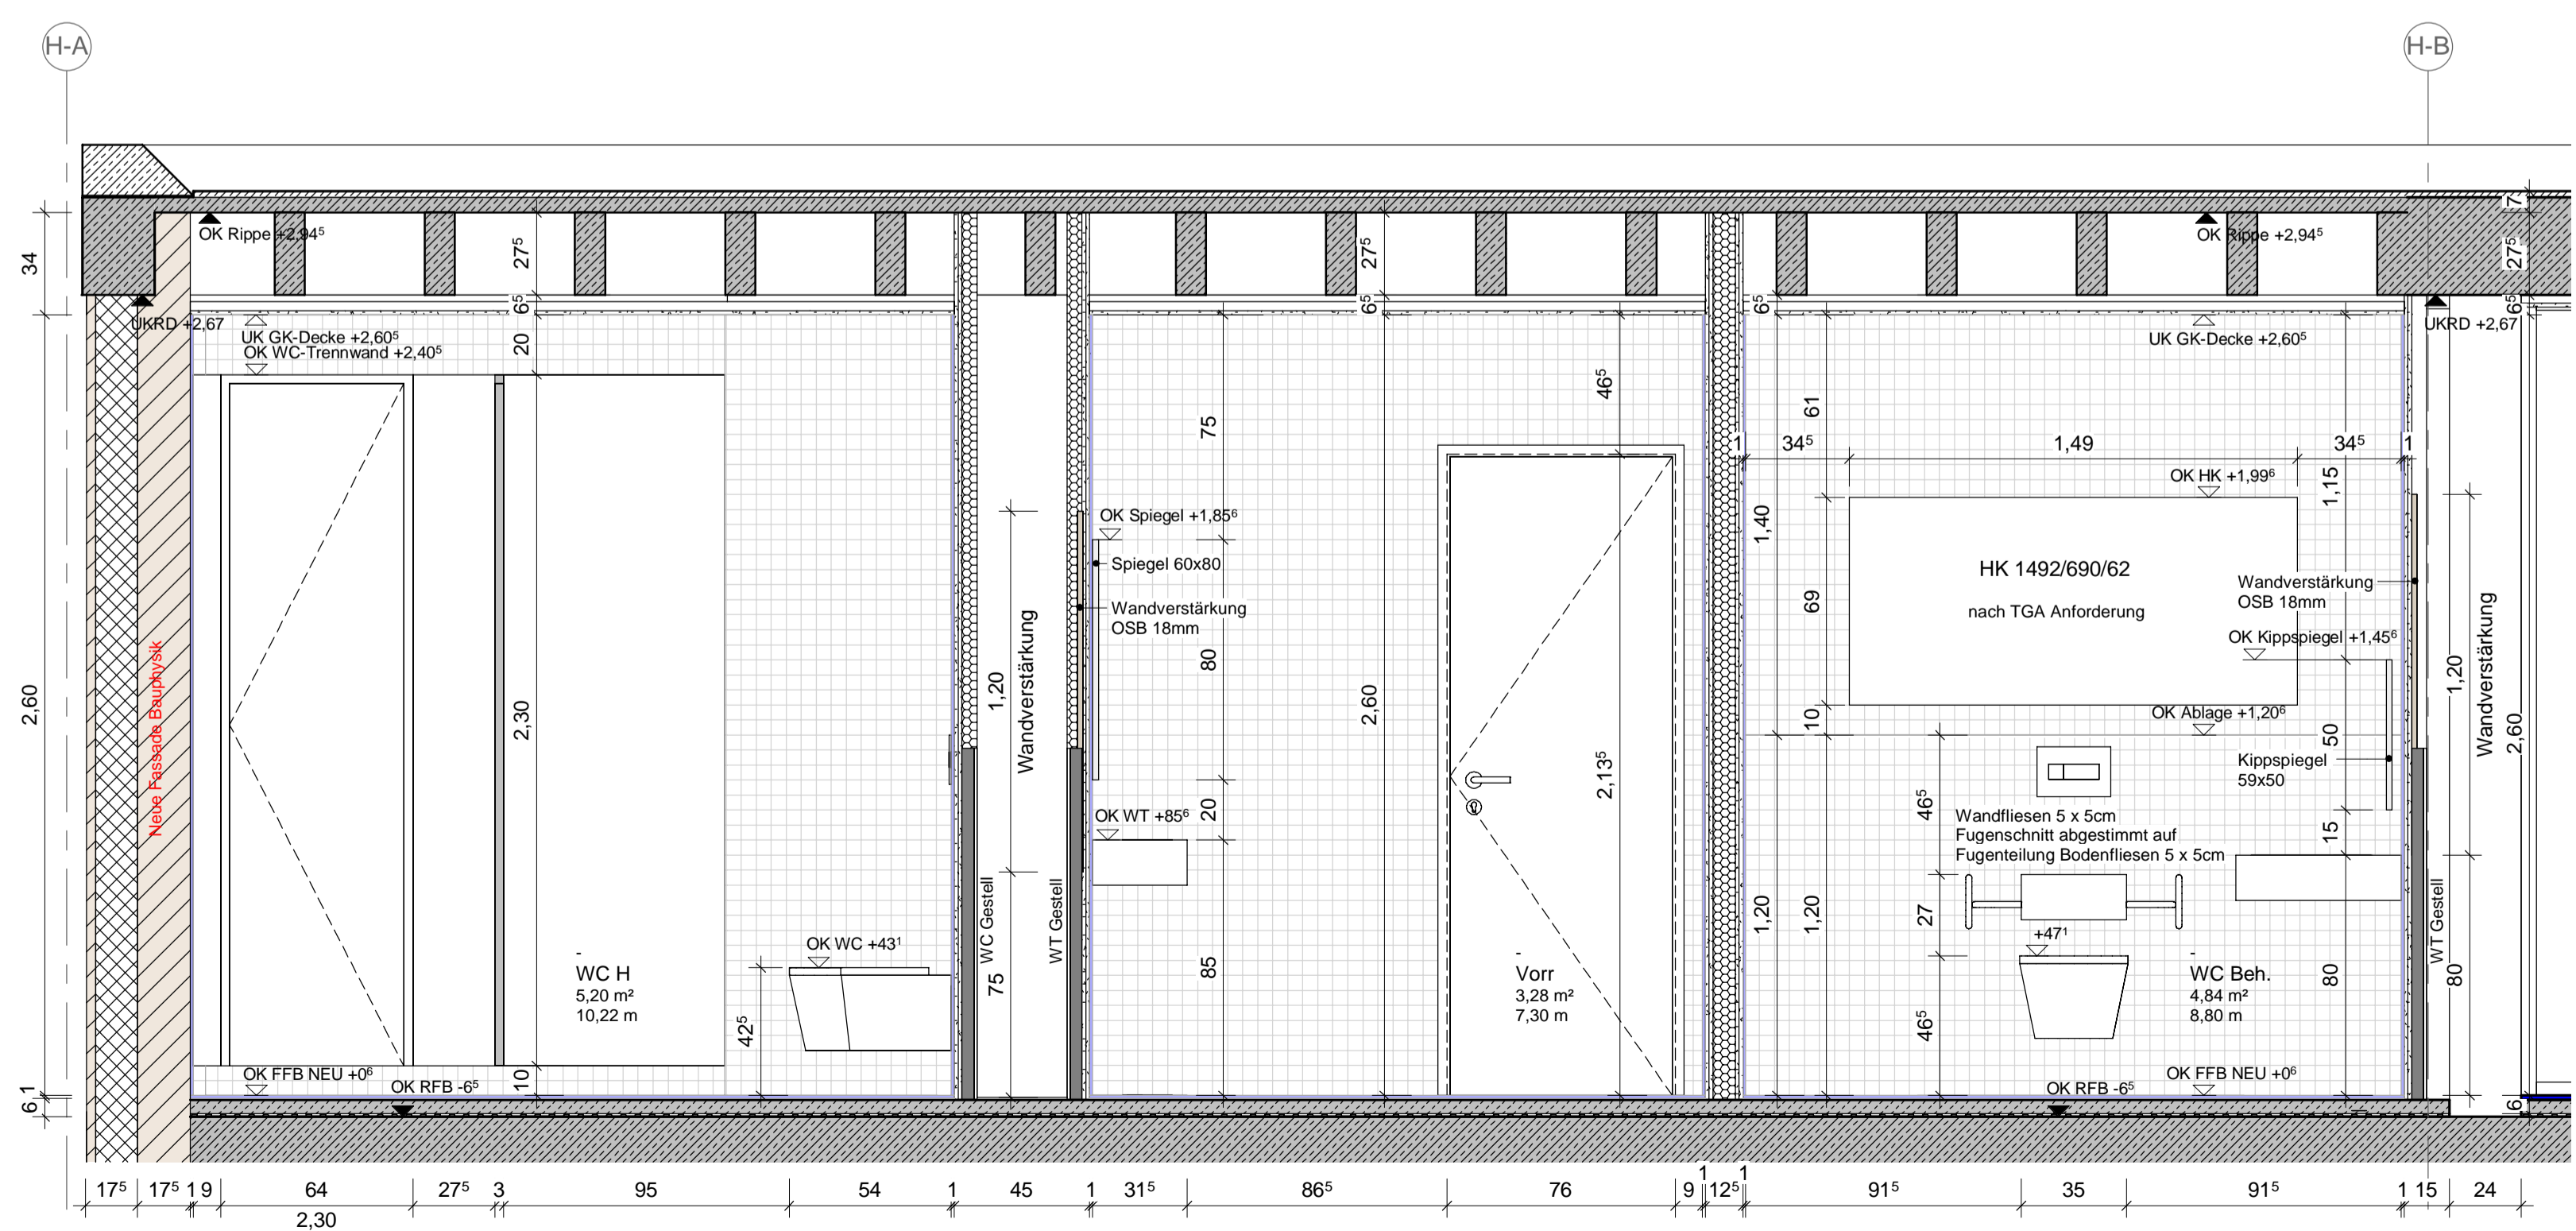 H-A
H-B
OK Rippe +2,94⁵
OK Rippe +2,94⁵
7
34
27⁵
27⁵
27⁵
6⁵
6⁵
6⁵
6⁵
UKRD +2,67
UK GK-Decke +2,60⁵
OK WC-Trennwand +2,40⁵
20
UK GK-Decke +2,60⁵
UKRD +2,67
46⁵
61
75
1
34⁵
1,49
34⁵
1
OK HK +1,99⁶
1,15
OK Spiegel +1,85⁶
1,40
Spiegel 60x80
HK 1492/690/62
nach TGA Anforderung
Wandverstärkung
OSB 18mm
Wandverstärkung
OSB 18mm
69
OK Kippspiegel +1,45⁶
Neue Fassade Bauphysik
2,60
2,30
1,20
Wandverstärkung
80
2,60
2,13⁵
10
OK Ablage +1,20⁶
50
1,20
Wandverstärkung
2,60
Kippspiegel
59x50
OK WT +85⁶
20
46⁵
Wandfliesen 5 x 5cm
Fugenschnitt abgestimmt auf
Fugenteilung Bodenfliesen 5 x 5cm
15
WC Gestell
WT Gestell
1,20
1,20
27
WT Gestell
OK WC +43¹
+47¹
-
WC H
5,20 m²
10,22 m
75
85
-
Vorr
3,28 m²
7,30 m
-
WC Beh.
4,84 m²
8,80 m
80
80
42⁵
46⁵
OK FFB NEU +0⁶
OK RFB -6⁵
10
OK RFB -6⁵
OK FFB NEU +0⁶
1
6
6
17⁵
17⁵
1
9
64
27⁵
3
95
54
1
45
1
31⁵
86⁵
76
9
1
12⁵
1
91⁵
35
91⁵
1
15
24
2,30